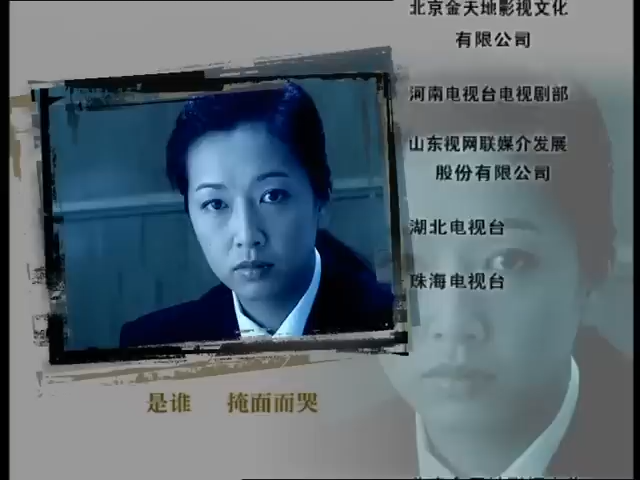 北京金天地影视文化
有限公司
河南电视台电视剧部
山东视网联媒介发展
股份有限公司
湖北电视台
珠海电视台
是谁 掩面而哭